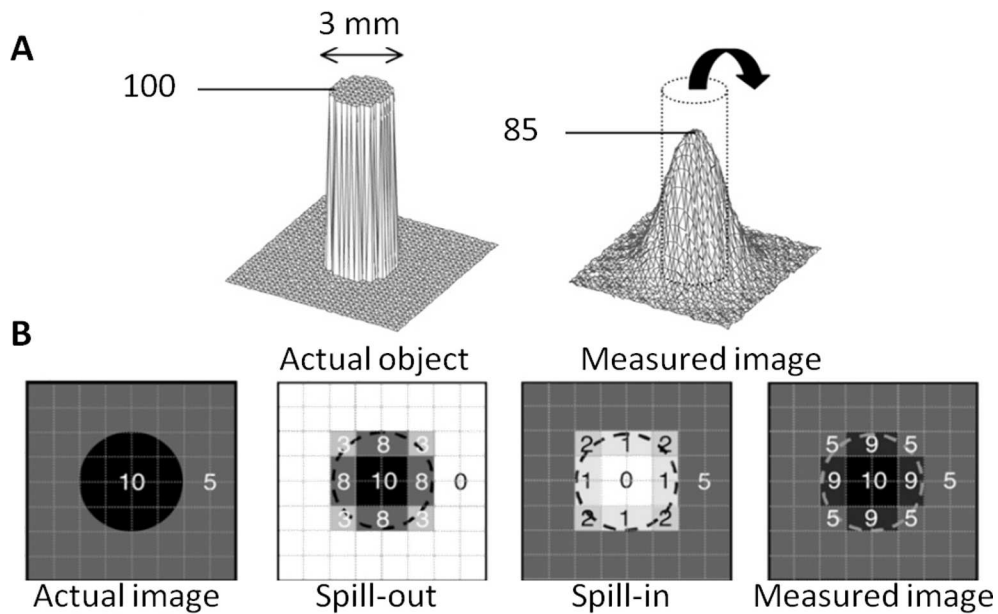 A
3 mm
100
85
B
Actual object
Measured image
10 5
3 8 3
8 10 8 0
3 8 3
2 1 2
1 0 1 5
2 1 2
5 9 5
9 10 9 5
5 9 5
Actual image
Spill-out
Spill-in
Measured image